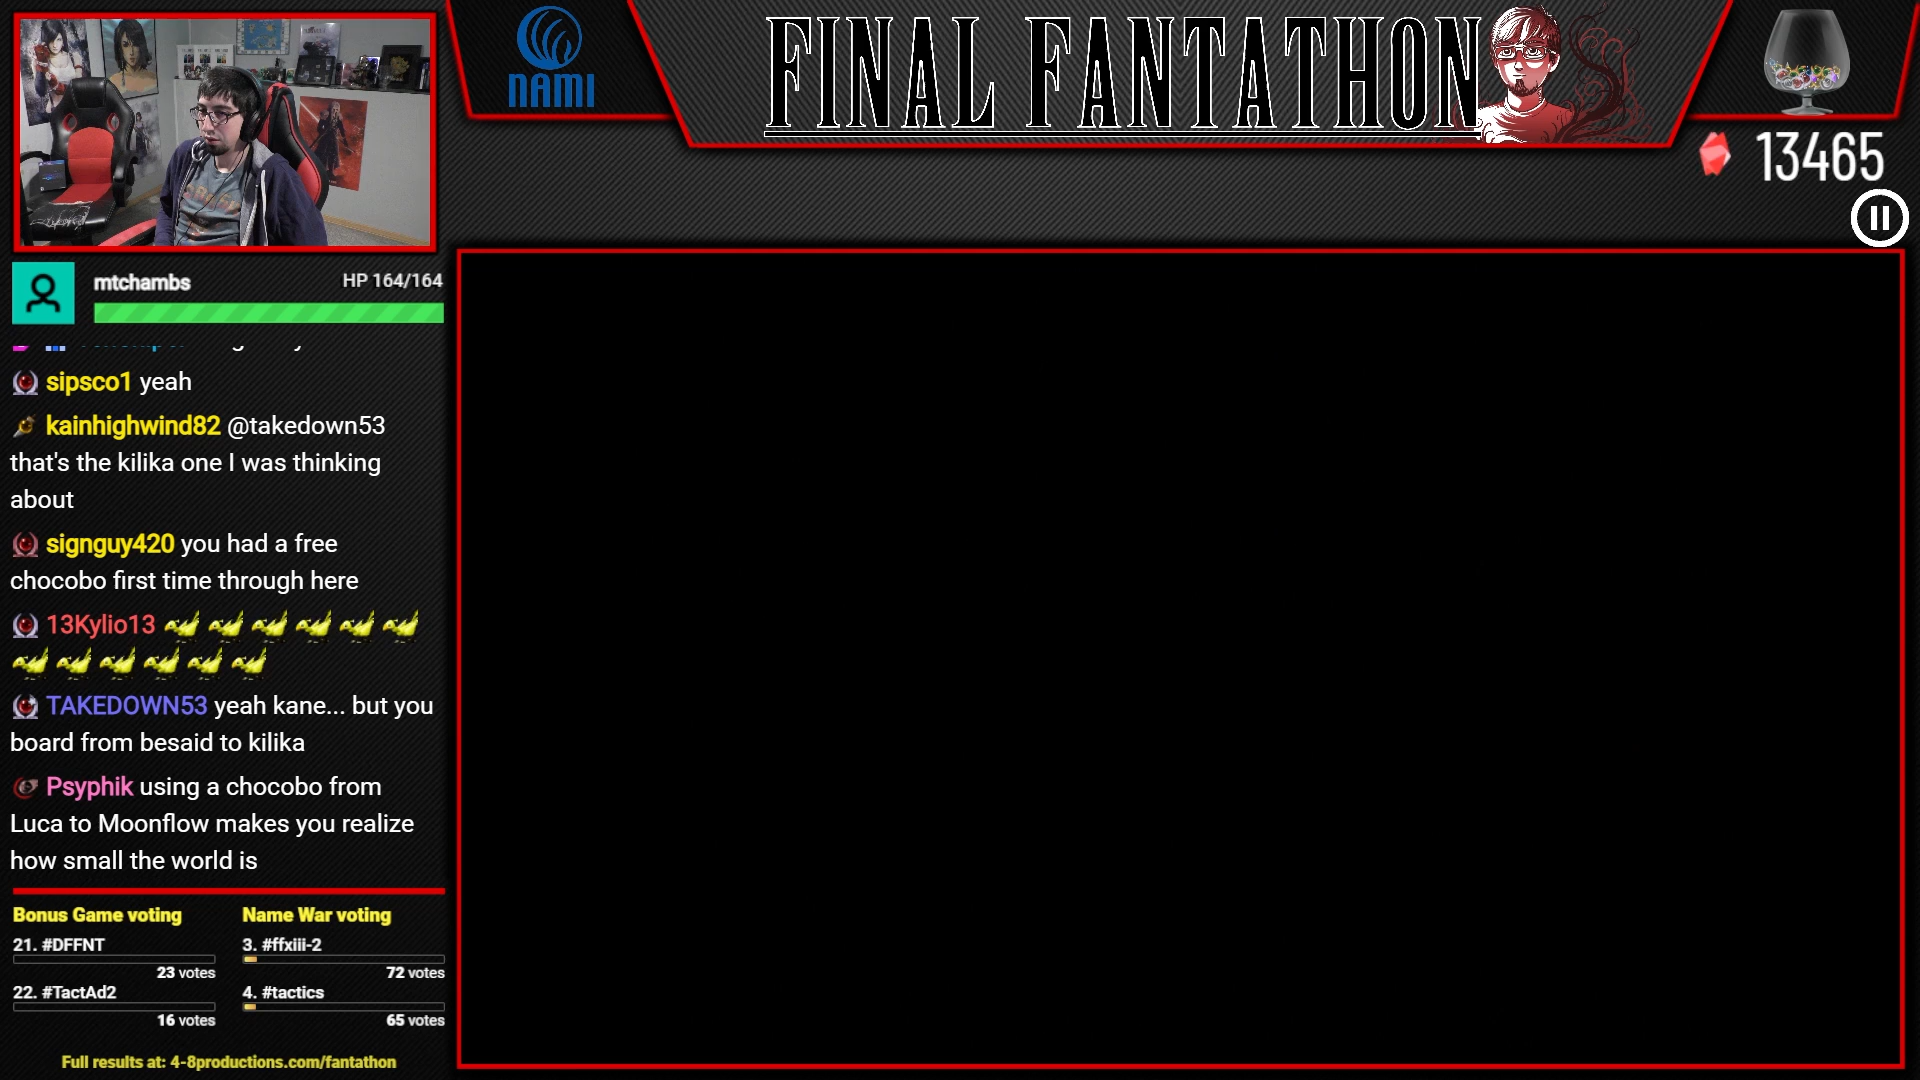 NAMI
FINAL FANTATHON
13465
mtchambs
HP 164/164
sipsco1 yeah
kainhighwind82 @takedown53
that's the kilika one I was thinking
about
signguy420 you had a free
chocobo first time through here
13Kylio13
TAKEDOWN53 yeah kane... but you
board from besaid to kilika
Psyphik using a chocobo from
Luca to Moonflow makes you realize
how small the world is
Bonus Game voting
21. #DFFNT
23 votes
22. #TactAd2
16 votes
Name War voting
3. #ffxiii-2
72 votes
4. #tactics
65 votes
Full results at: 4-8productions.com/fantathon